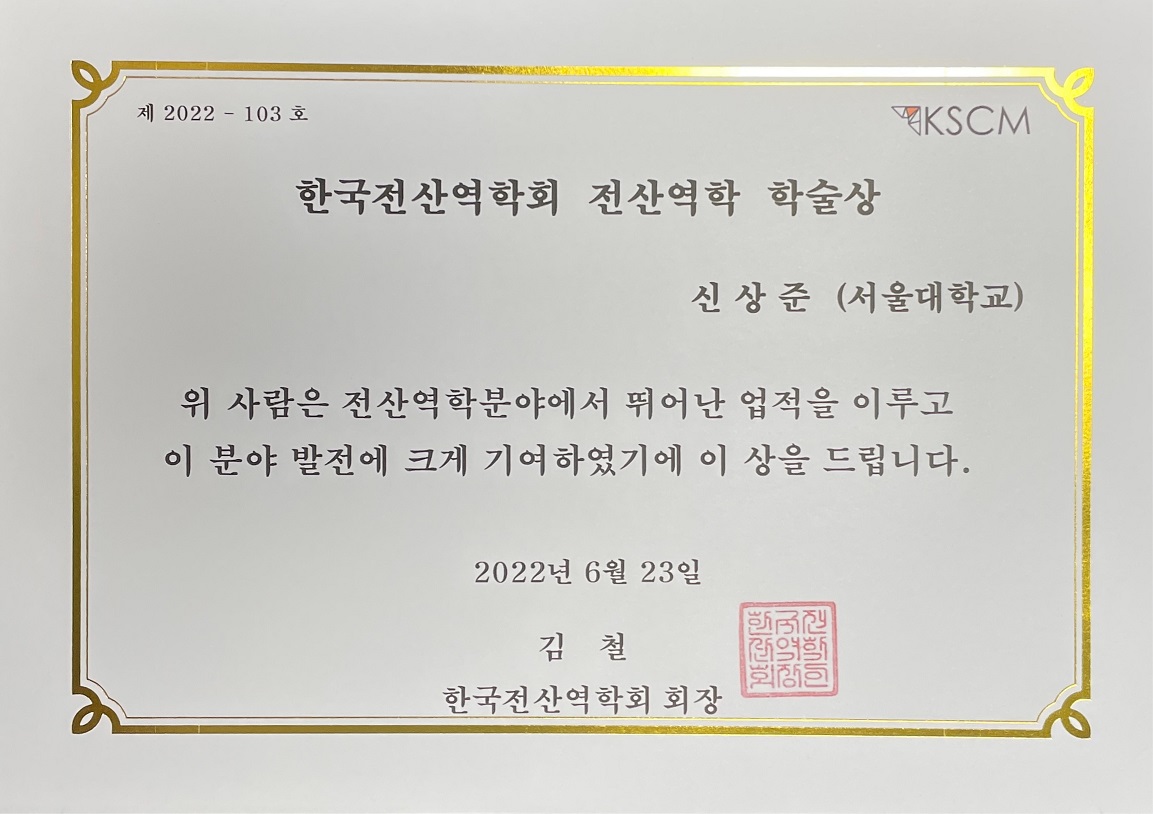 제 2022 - 103 호
KSCM
한국전산역학회 전산역학 학술상
신 상 준 (서울대학교)
위 사람은 전산역학분야에서 뛰어난 업적을 이루고
이 분야 발전에 크게 기여하였기에 이 상을 드립니다.
2022년 6월 23일
김 철
한국전산역학회 회장